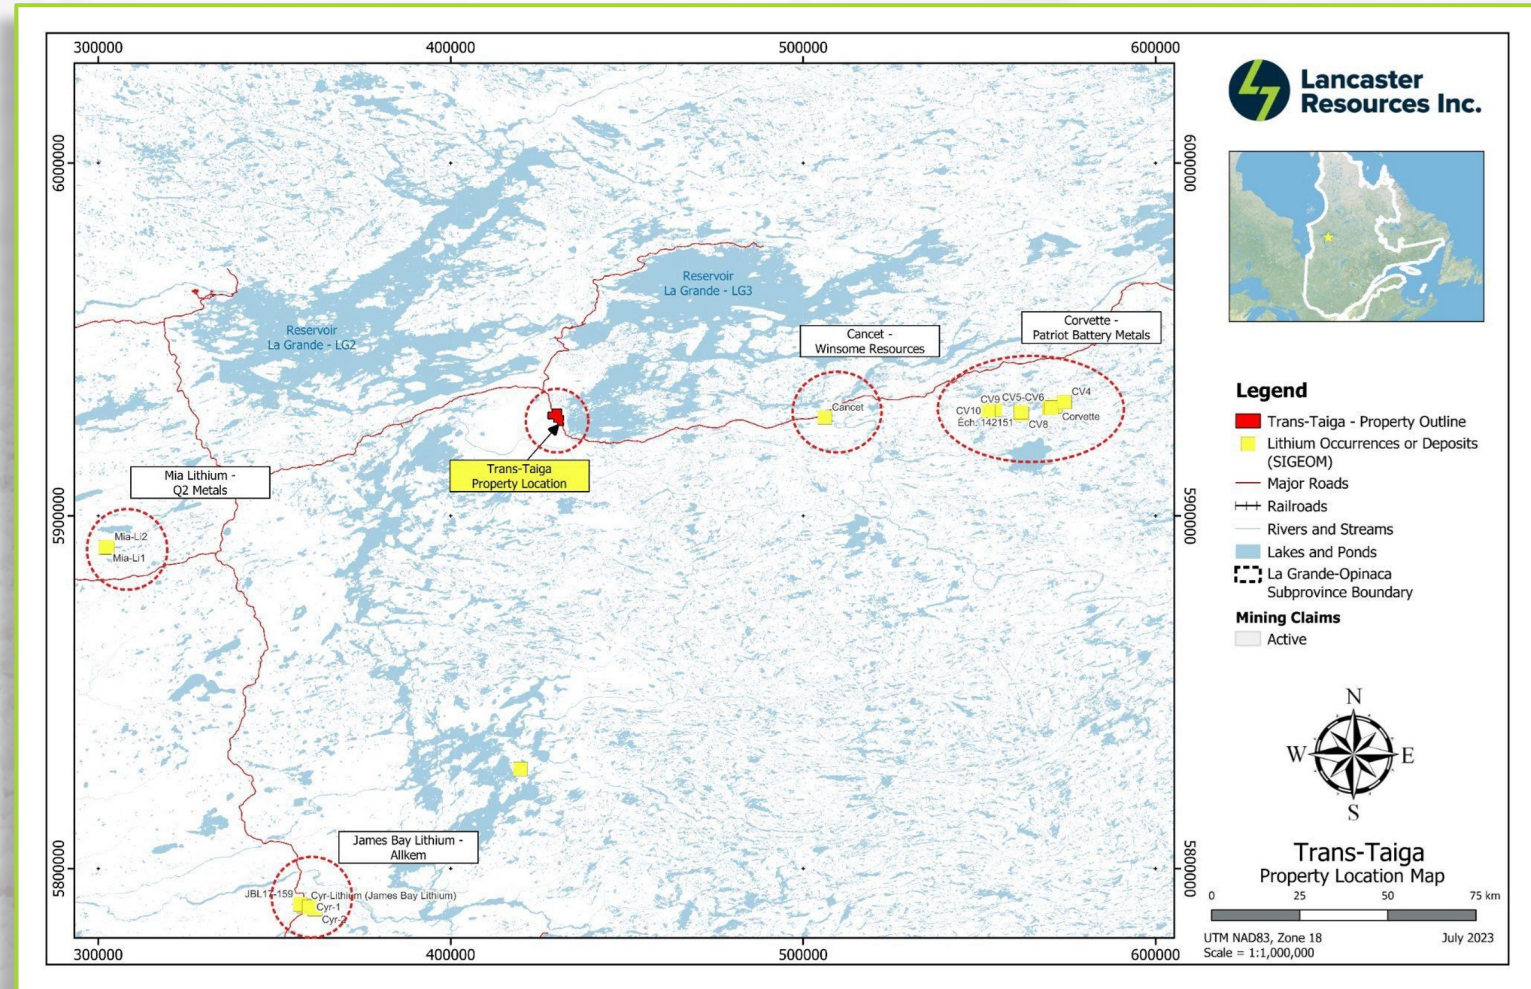 300000
400000
500000
600000
6000000
6000000
5900000
5900000
5800000
5800000
Reservoir
La Grande - LG2
Reservoir
La Grande - LG3
Cancet -
Winsome Resources
Corvette -
Patriot Battery Metals
Cancet
CV9
CV5-CV6
CV4
CV10
Corvette
Éch. 142151
CV8
Trans-Taiga
Property Location
Mia Lithium -
Q2 Metals
Mia-Li2
Mia-Li1
James Bay Lithium -
Allkem
JBL17-159
Cyr-Lithium (James Bay Lithium)
Cyr-1
Cyr-2
300000
400000
500000
600000
Lancaster
Resources Inc.
Legend
Trans-Taiga - Property Outline
Lithium Occurrences or Deposits
(SIGEOM)
Major Roads
Railroads
Rivers and Streams
Lakes and Ponds
La Grande-Opinaca
Subprovince Boundary
Mining Claims
Active
N
W
E
S
Trans-Taiga
Property Location Map
0 25 50 75 km
UTM NAD83, Zone 18
July 2023
Scale = 1:1,000,000